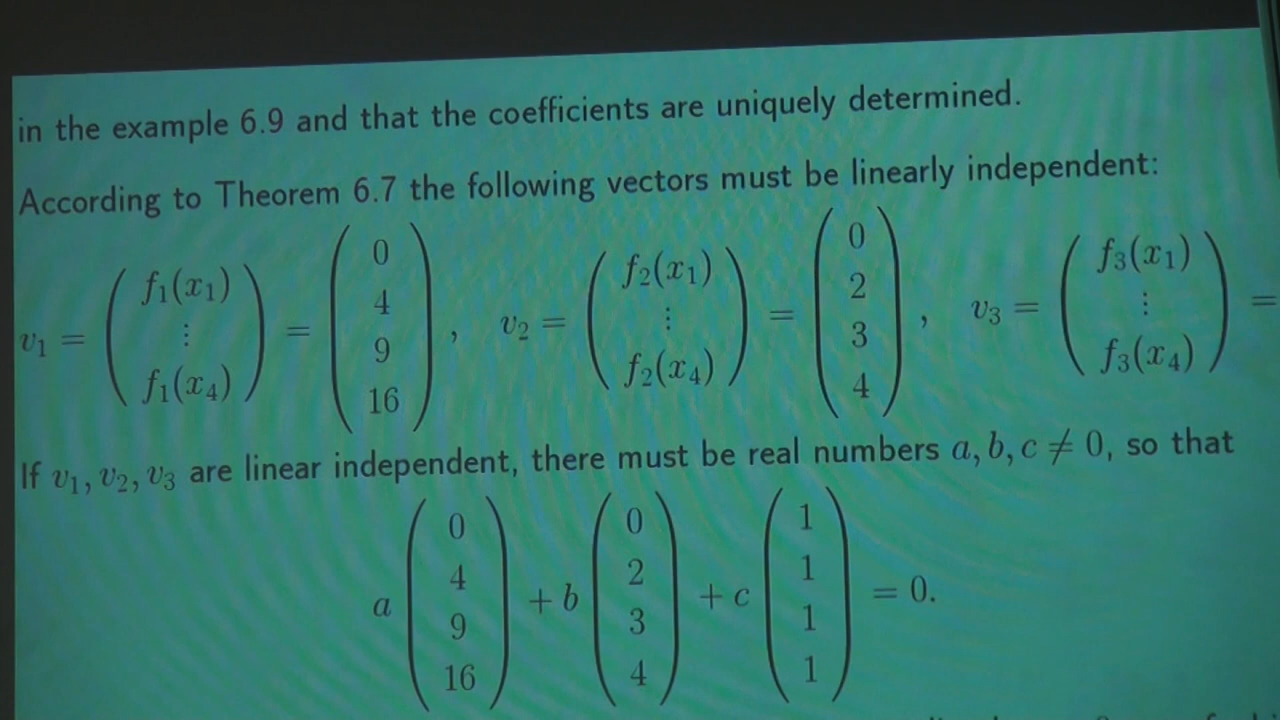 in the example 6.9 and that the coefficients are uniquely determined.
According to Theorem 6.7 the following vectors must be linearly independent:
v₁ = ( f₁(x₁) ⋮ f₁(x₄) ) = ( 0 4 9 16 ) , v₂ = ( f₂(x₁) ⋮ f₂(x₄) ) = ( 0 2 3 4 ) , v₃ = ( f₃(x₁) ⋮ f₃(x₄) ) =
If v₁, v₂, v₃ are linear independent, there must be real numbers a, b, c ≠ 0, so that
a ( 0 4 9 16 ) + b ( 0 2 3 4 ) + c ( 1 1 1 1 ) = 0.